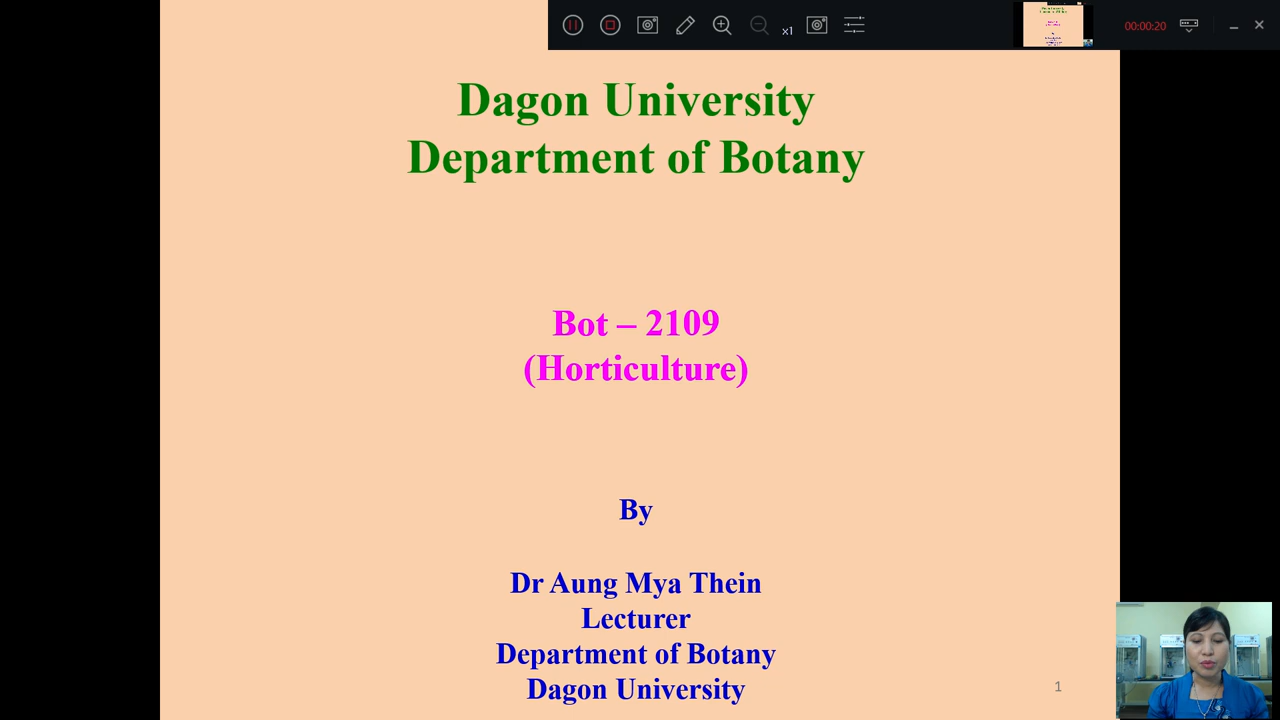 x1
00:00:20
Dagon University
Department of Botany
Bot – 2109
(Horticulture)
By
Dr Aung Mya Thein
Lecturer
Department of Botany
Dagon University
1